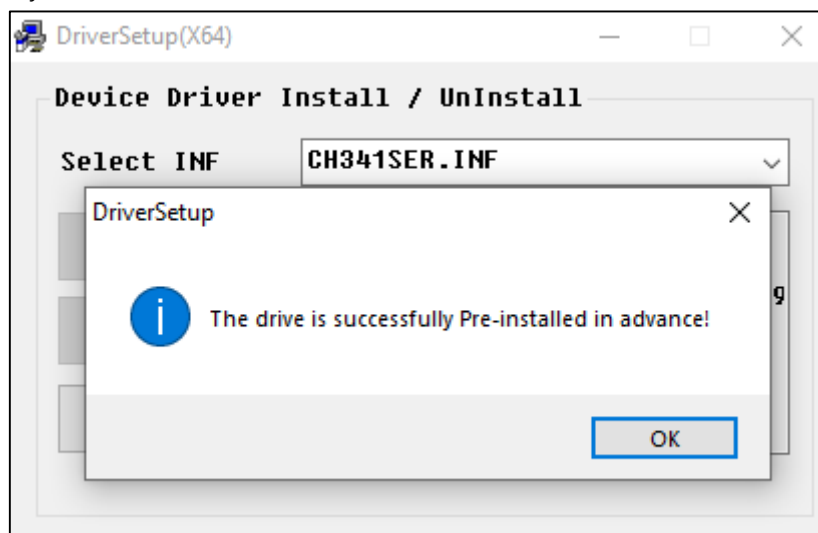 DriverSetup(X64)
Device Driver Install / UnInstall
Select INF CH341SER.INF
DriverSetup
g
The drive is successfully Pre-installed in advance!
OK